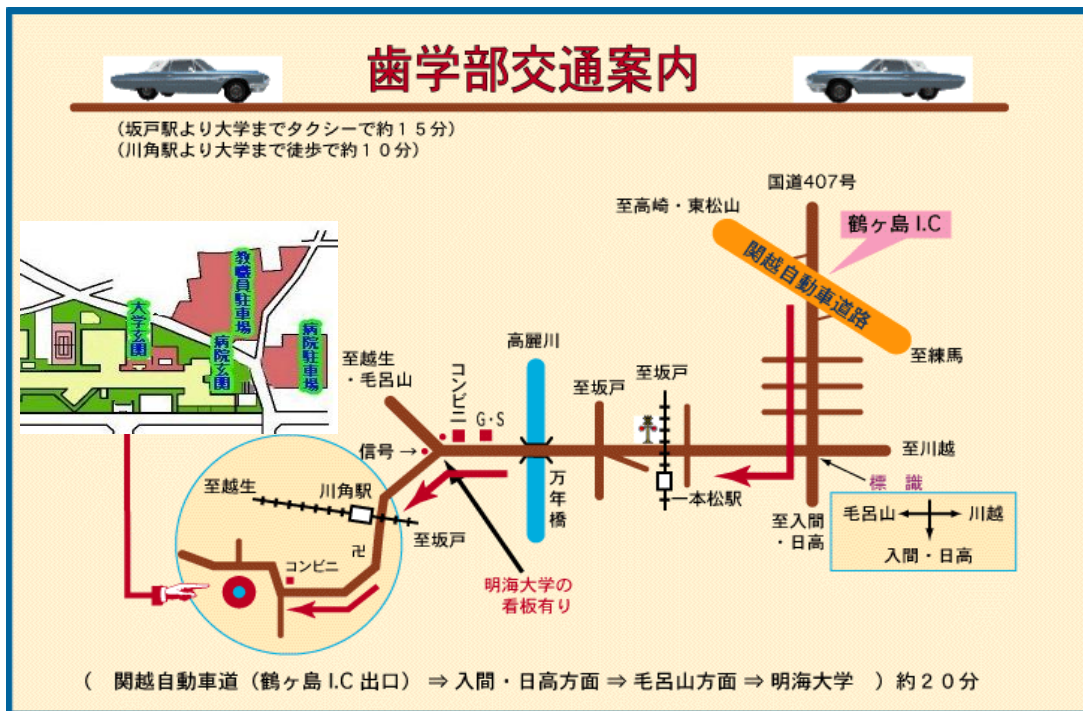 歯学部交通案内
（坂戸駅より大学までタクシーで約１５分）
（川角駅より大学まで徒歩で約１０分）
国道407号
至高崎・東松山
鶴ヶ島 I.C
関越自動車道路
至練馬
教職員駐車場
大学玄関
病院玄関
病院駐車場
至越生
・毛呂山
コンビニ
G・S
高麗川
至坂戸
至坂戸
信号→
至川越
万年橋
一本松駅
標 識
毛呂山
川越
入間・日高
至入間
・日高
至越生
川角駅
至坂戸
卍
コンビニ
明海大学の
看板有り
（ 関越自動車道（鶴ヶ島 I.C 出口） ⇒ 入間・日高方面 ⇒ 毛呂山方面 ⇒ 明海大学 ）約２０分